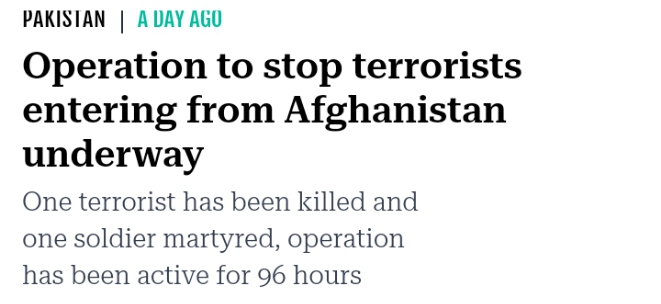 PAKISTAN | A DAY AGO
Operation to stop terrorists
entering from Afghanistan
underway
One terrorist has been killed and
one soldier martyred, operation
has been active for 96 hours